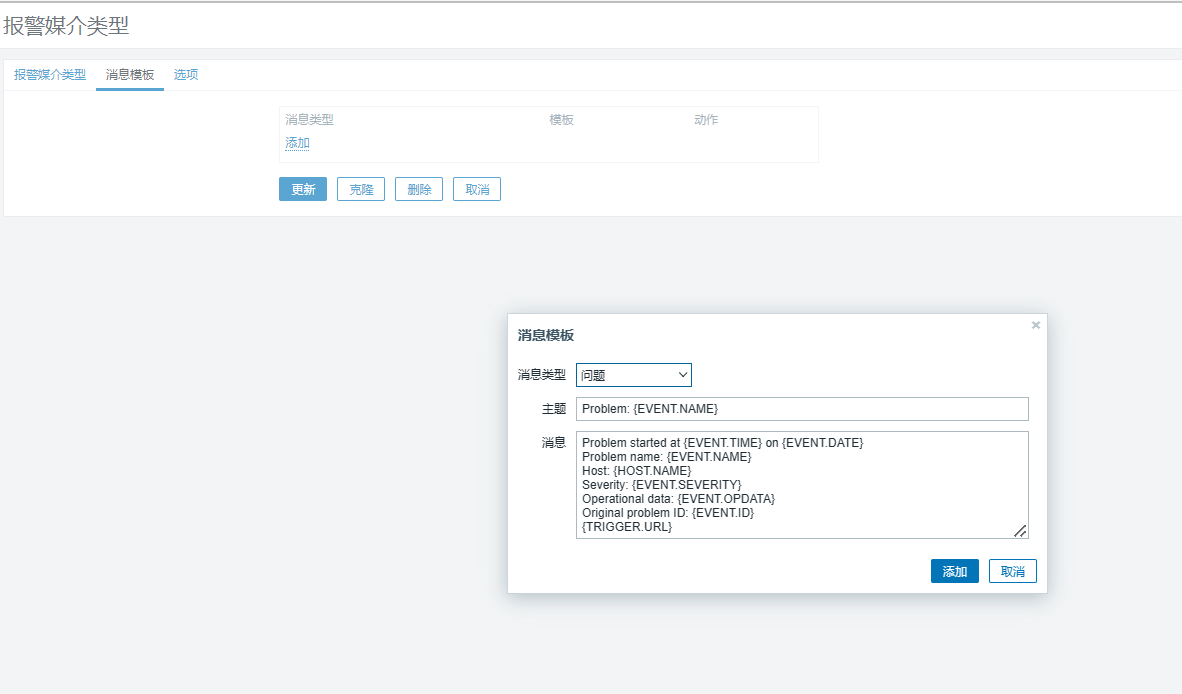 报警媒介类型
报警媒介类型 消息模板 选项
消息类型 模板 动作
添加
更新 克隆 删除 取消
消息模板
消息类型 问题
主题 Problem: {EVENT.NAME}
消息 Problem started at {EVENT.TIME} on {EVENT.DATE}
Problem name: {EVENT.NAME}
Host: {HOST.NAME}
Severity: {EVENT.SEVERITY}
Operational data: {EVENT.OPDATA}
Original problem ID: {EVENT.ID}
{TRIGGER.URL}
添加 取消